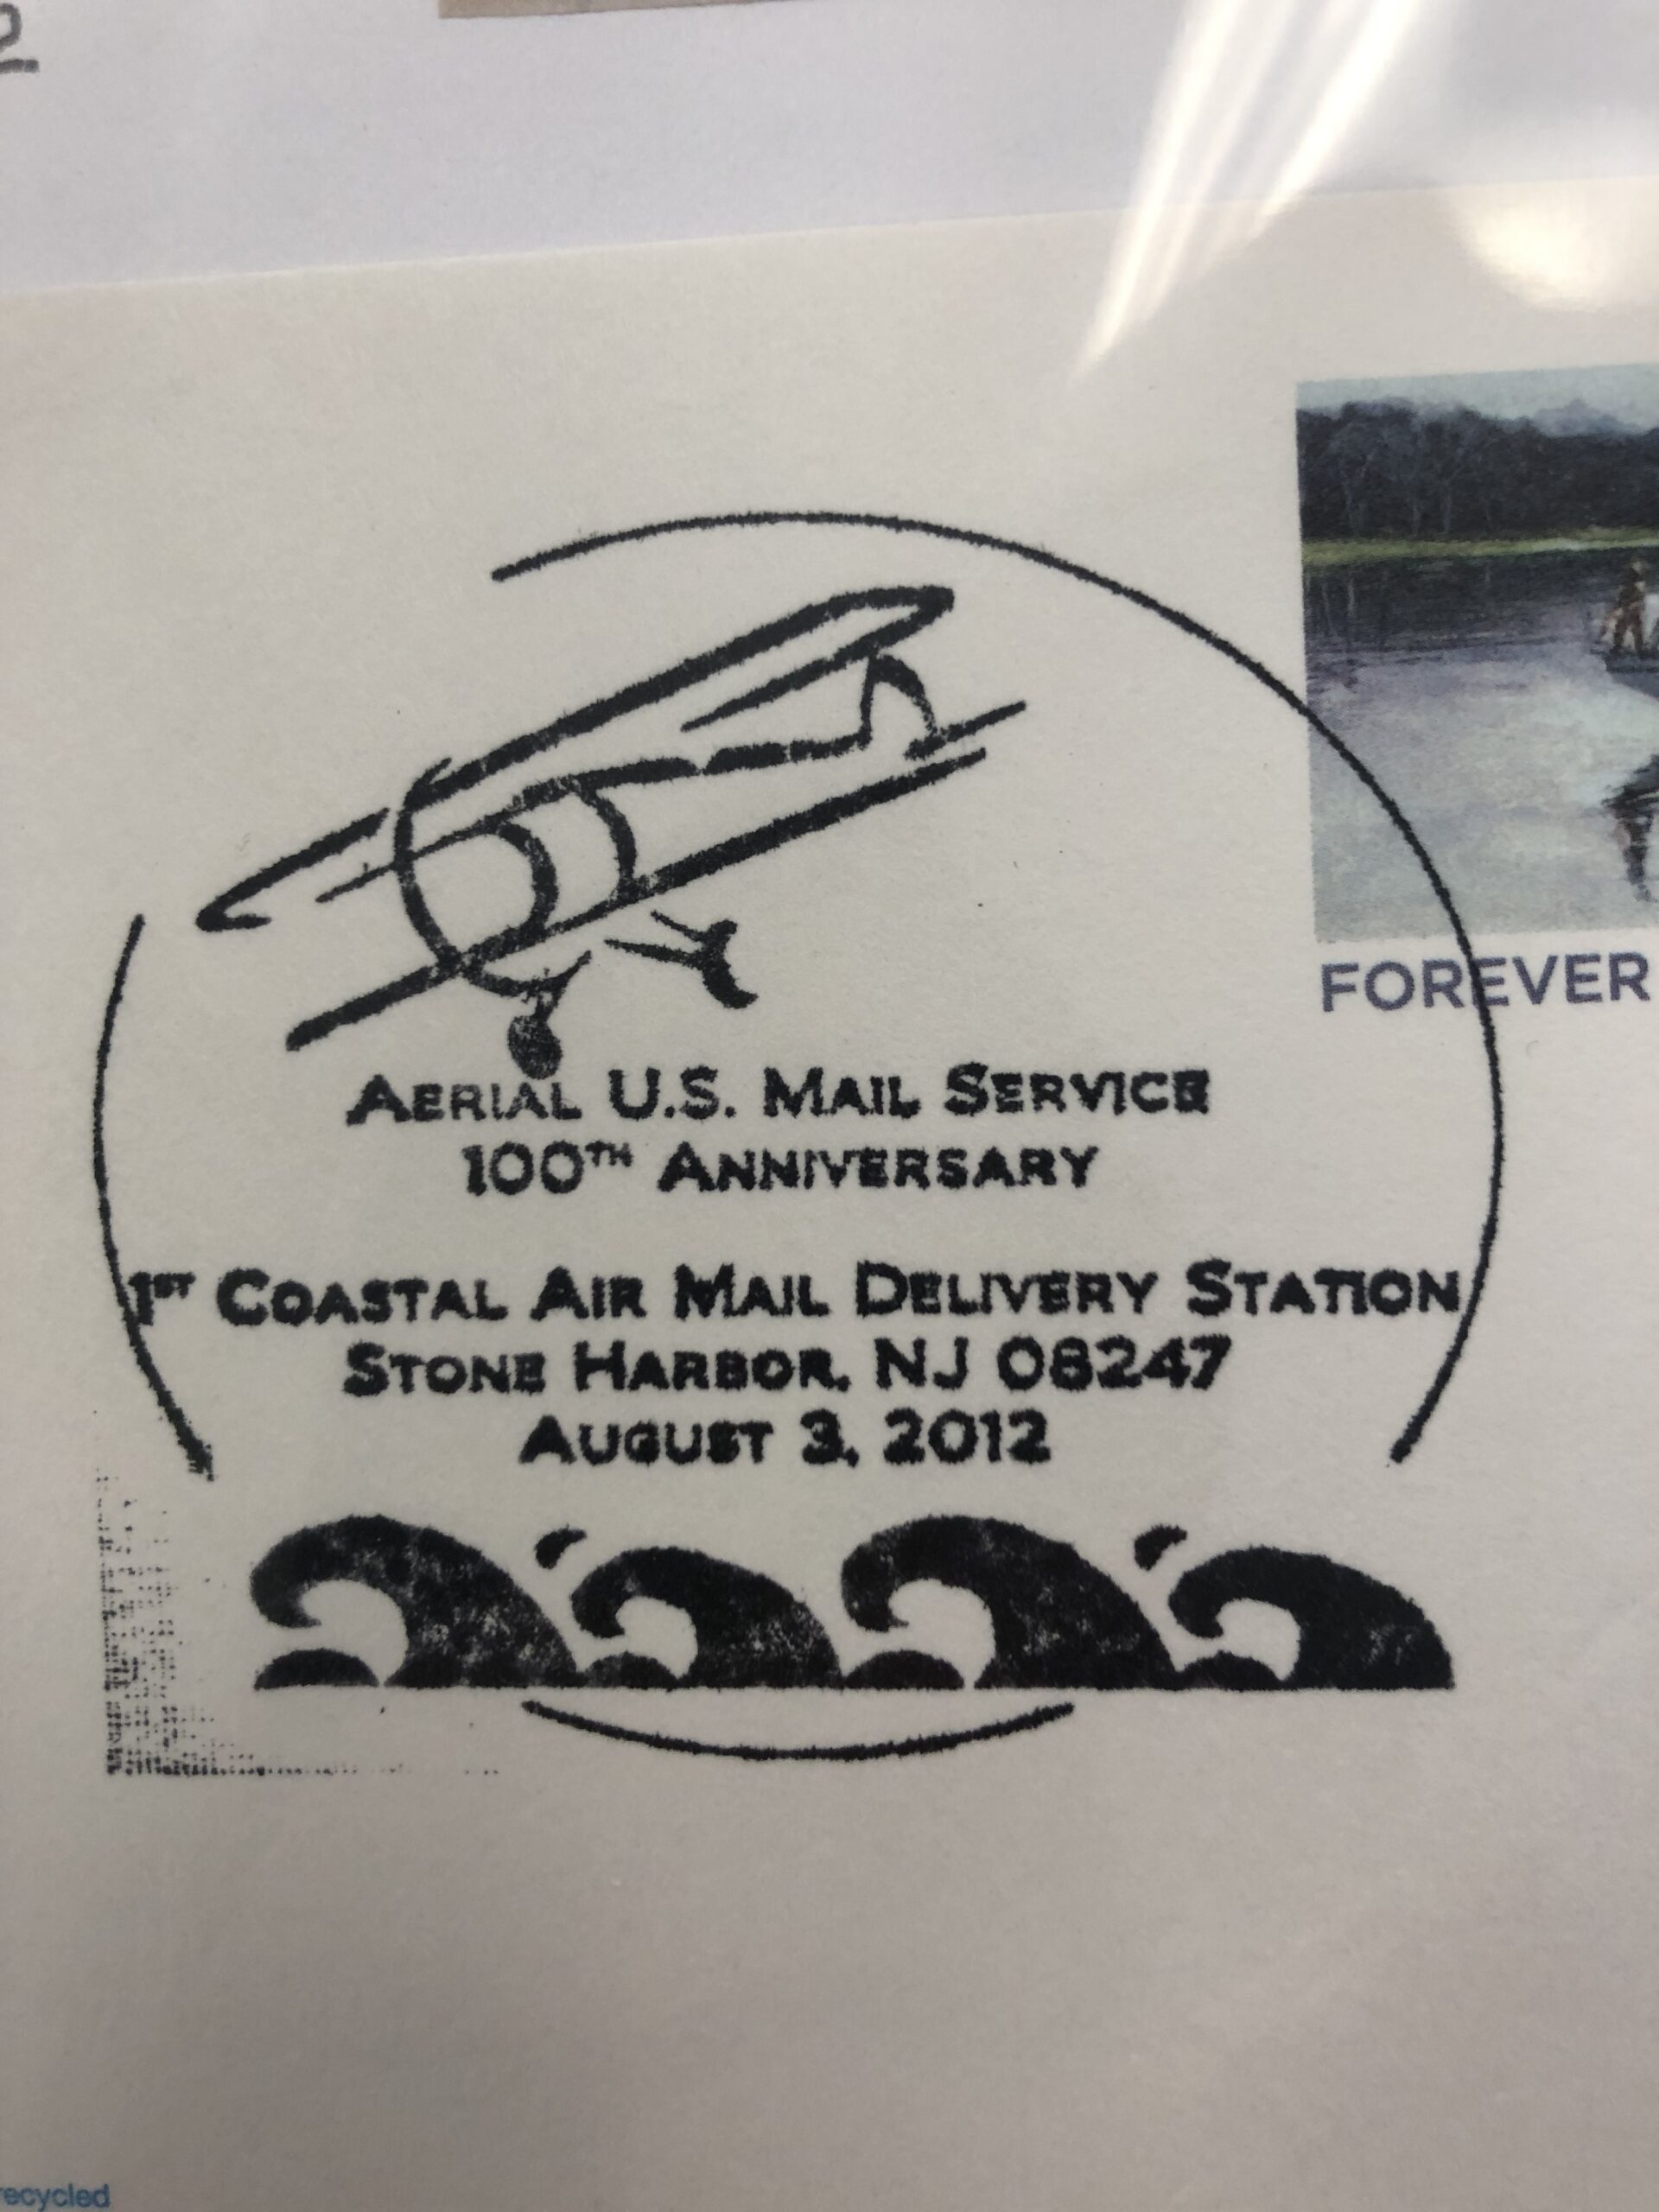 2
FOREVER
AERIAL U.S. MAIL SERVICE
100TH ANNIVERSARY
1ST COASTAL AIR MAIL DELIVERY STATION
STONE HARBOR, NJ 08247
AUGUST 3, 2012
recycled